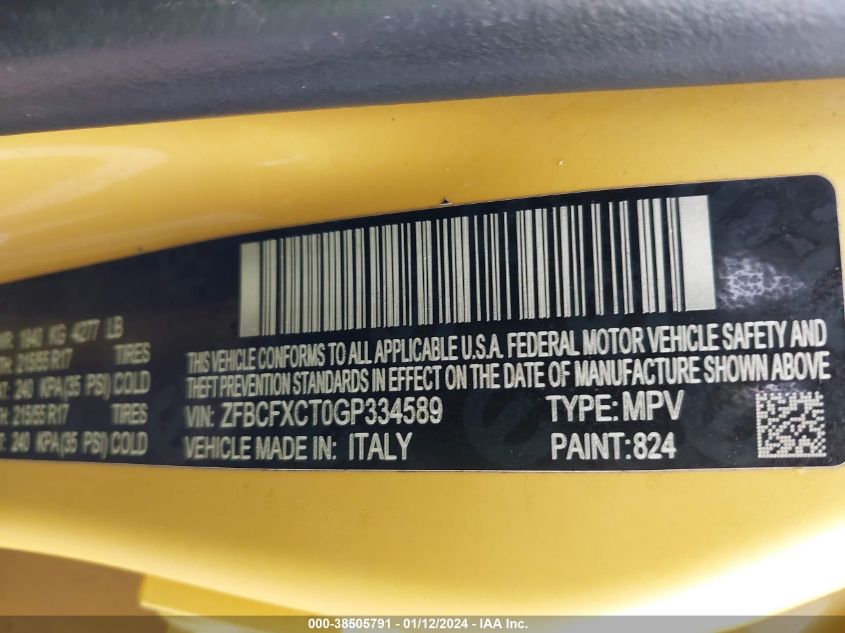 1940 KG 4277 LB
215/55 R17 TIRES
240 KPA(35 PSI) COLD
215/55 R17 TIRES
240 KPA(35 PSI) COLD
THIS VEHICLE CONFORMS TO ALL APPLICABLE U.S.A. FEDERAL MOTOR VEHICLE SAFETY AND
THEFT PREVENTION STANDARDS IN EFFECT ON THE DATE OF MANUFACTURE SHOWN ABOVE.
VIN: ZFBCFXCT0GP334589 TYPE: MPV
VEHICLE MADE IN: ITALY PAINT:824
000-38505791 - 01/12/2024 - IAA Inc.